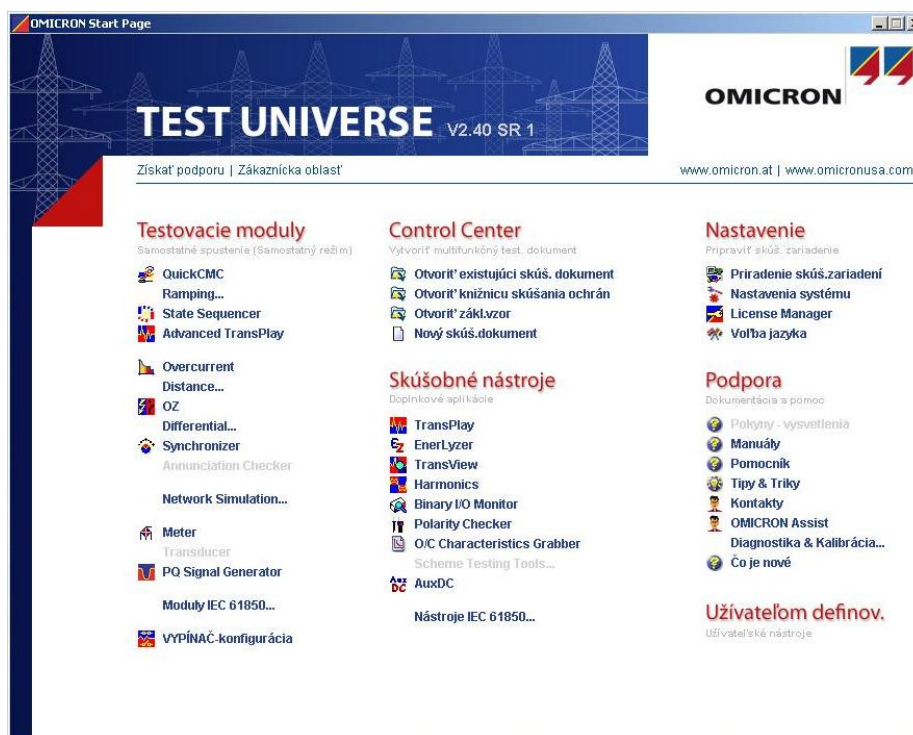 OMICRON Start Page
TEST UNIVERSE V2.40 SR 1
OMICRON
Získať podporu | Zákaznícka oblasť
www.omicron.at | www.omicronusa.com
Testovacie moduly
Samostatné spustenie (Samostatný režim)
QuickCMC
Ramping...
State Sequencer
Advanced TransPlay
Overcurrent
Distance...
OZ
Differential...
Synchronizer
Annunciation Checker
Network Simulation...
Meter
Transducer
PQ Signal Generator
Moduly IEC 61850...
VYPÍNAČ-konfigurácia
Control Center
Vytvoriť multifunkčný test. dokument
Otvoriť existujúci skúš. dokument
Otvoriť knižnicu skúšania ochrán
Otvoriť zákl.vzor
Nový skúš.dokument
Skúšobné nástroje
Doplnkové aplikácie
TransPlay
EnerLyzer
TransView
Harmonics
Binary I/O Monitor
Polarity Checker
O/C Characteristics Grabber
Scheme Testing Tools...
AuxDC
Nástroje IEC 61850...
Nastavenie
Pripraviť skúš. zariadenie
Priradenie skúš.zariadení
Nastavenia systému
License Manager
Voľba jazyka
Podpora
Dokumentácia a pomoc
Pokyny - vysvetlenia
Manuály
Pomocník
Tipy & Triky
Kontakty
OMICRON Assist
Diagnostika & Kalibrácia...
Čo je nové
Užívateľom definov.
Užívateľské nástroje